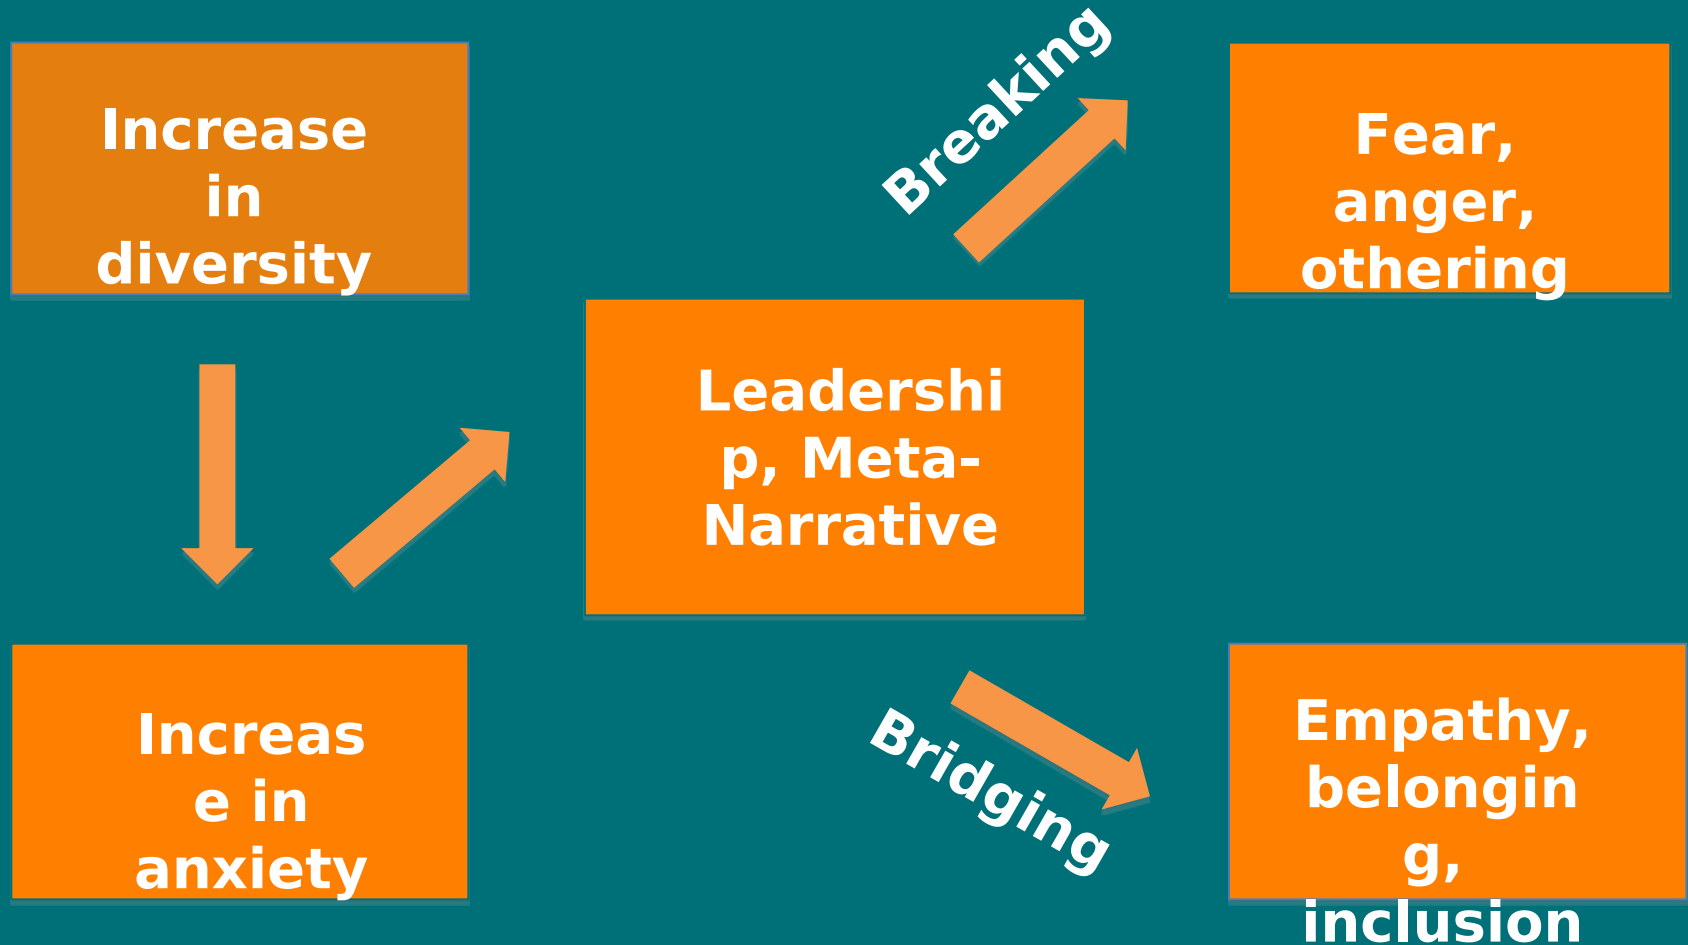 Increase
in
diversity
Increas
e in
anxiety
Leadershi
p, Meta-
Narrative
Breaking
Fear,
anger,
othering
Bridging
Empathy,
belongin
g,
inclusion